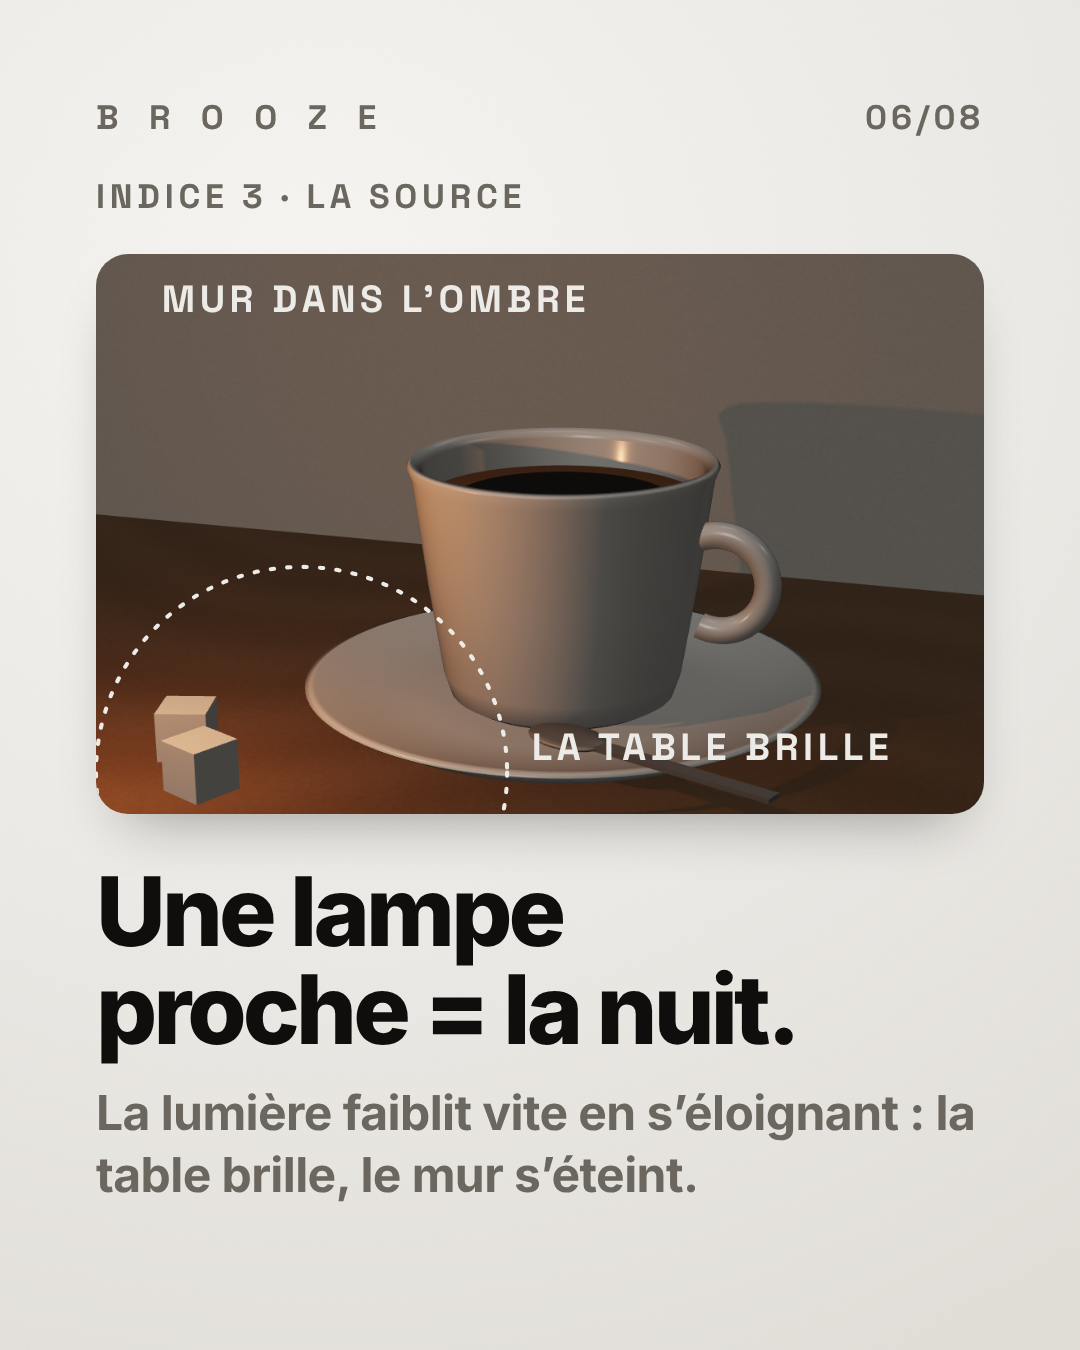 BROOZE
06/08
INDICE 3 · LA SOURCE
MUR DANS L’OMBRE
LA TABLE BRILLE
Une lampe
proche = la nuit.
La lumière faiblit vite en s’éloignant : la
table brille, le mur s’éteint.